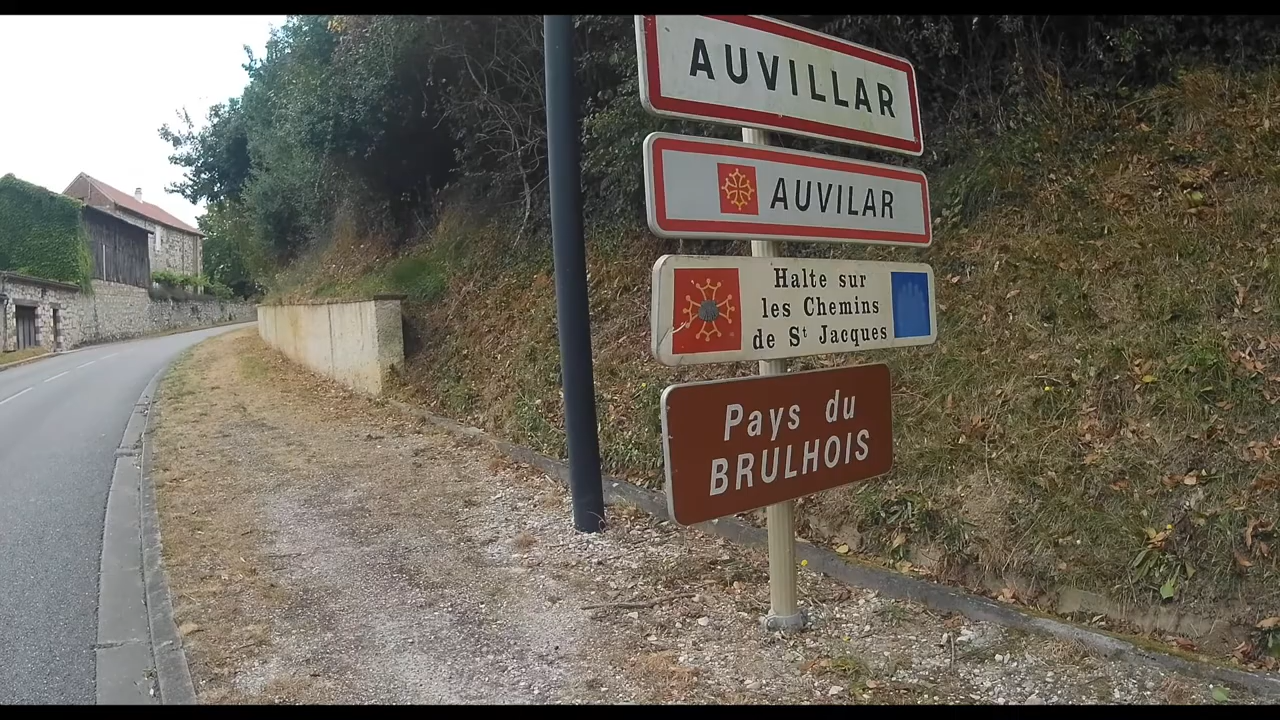 AUVILLAR
AUVILAR
Halte sur
les Chemins
de St Jacques
Pays du
BRULHOIS